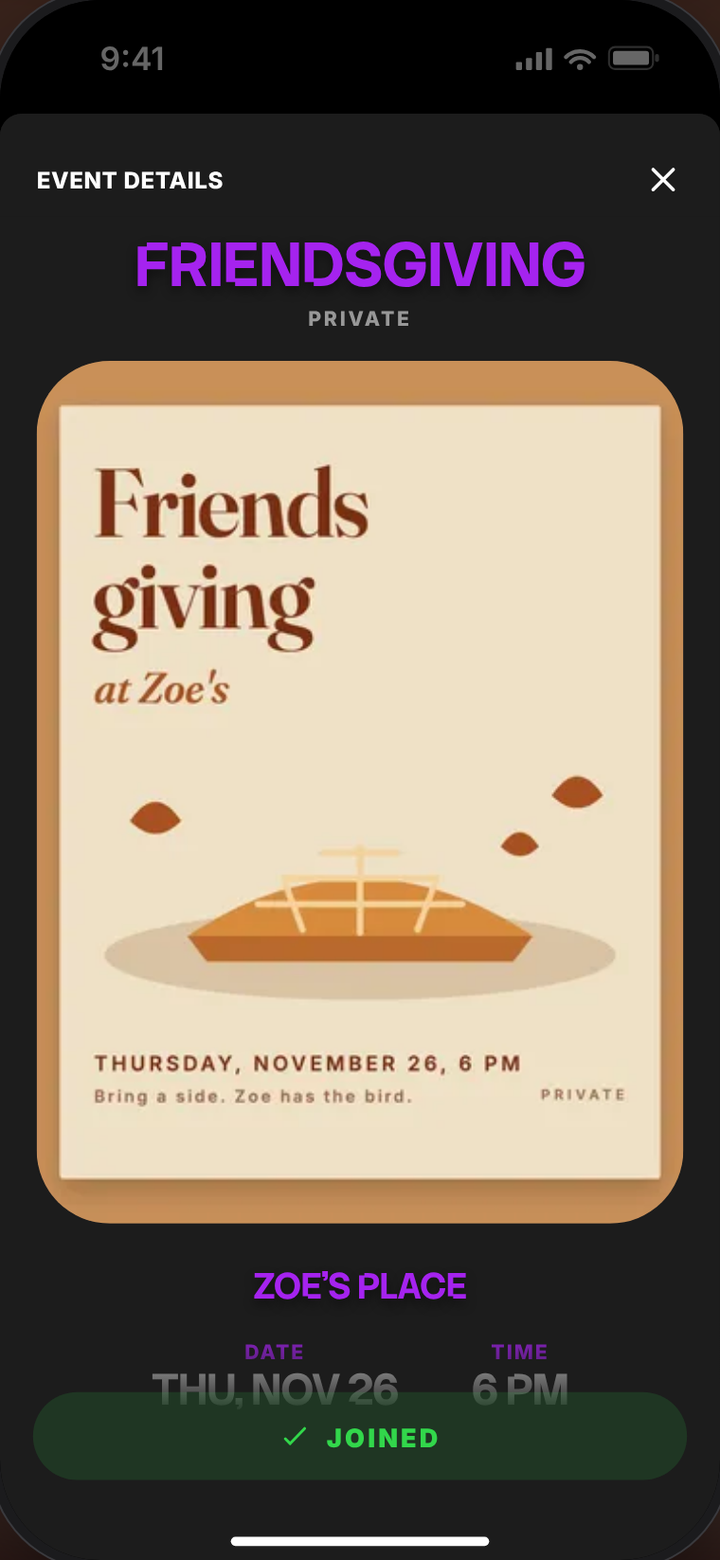 9:41
EVENT DETAILS
FRIENDSGIVING
PRIVATE
Friends
giving
at Zoe's
THURSDAY, NOVEMBER 26, 6 PM
Bring a side. Zoe has the bird.
PRIVATE
ZOE’S PLACE
DATE TIME
THU, NOV 26 6 PM
JOINED